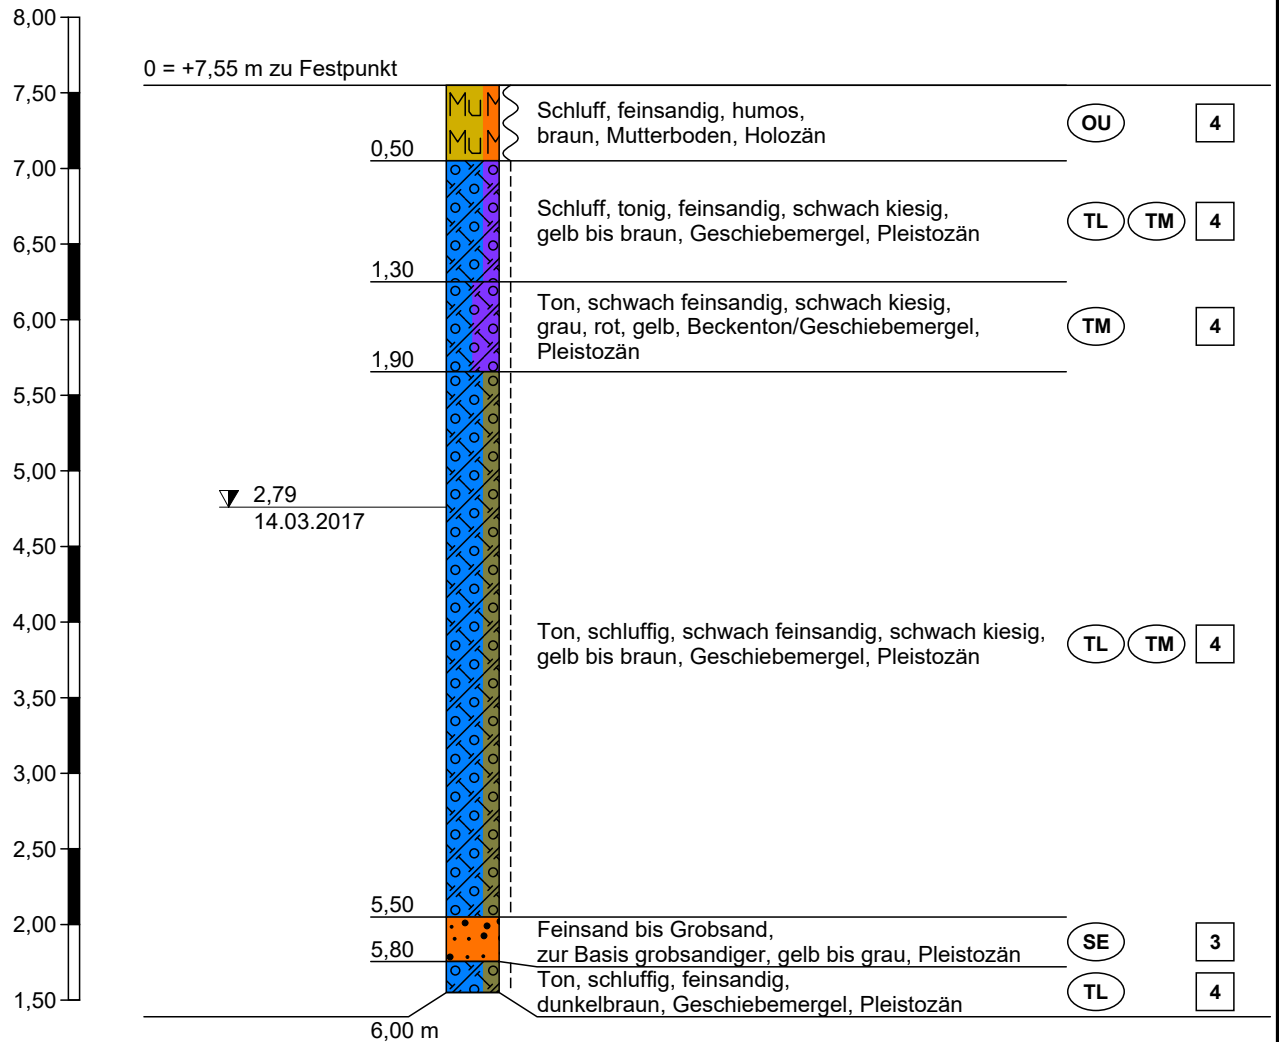 8,00
0 = +7,55 m zu Festpunkt
7,50
Mu M
Mu M
Schluff, feinsandig, humos,
braun, Mutterboden, Holozän
OU 4
0,50
7,00
Schluff, tonig, feinsandig, schwach kiesig,
gelb bis braun, Geschiebemergel, Pleistozän
TL TM 4
6,50
1,30
Ton, schwach feinsandig, schwach kiesig,
grau, rot, gelb, Beckenton/Geschiebemergel,
Pleistozän
TM 4
6,00
1,90
5,50
5,00
2,79
14.03.2017
4,50
4,00
Ton, schluffig, schwach feinsandig, schwach kiesig,
gelb bis braun, Geschiebemergel, Pleistozän
TL TM 4
3,50
3,00
2,50
5,50
2,00
Feinsand bis Grobsand,
zur Basis grobsandiger, gelb bis grau, Pleistozän
SE 3
5,80
Ton, schluffig, feinsandig,
dunkelbraun, Geschiebemergel, Pleistozän
TL 4
1,50
6,00 m